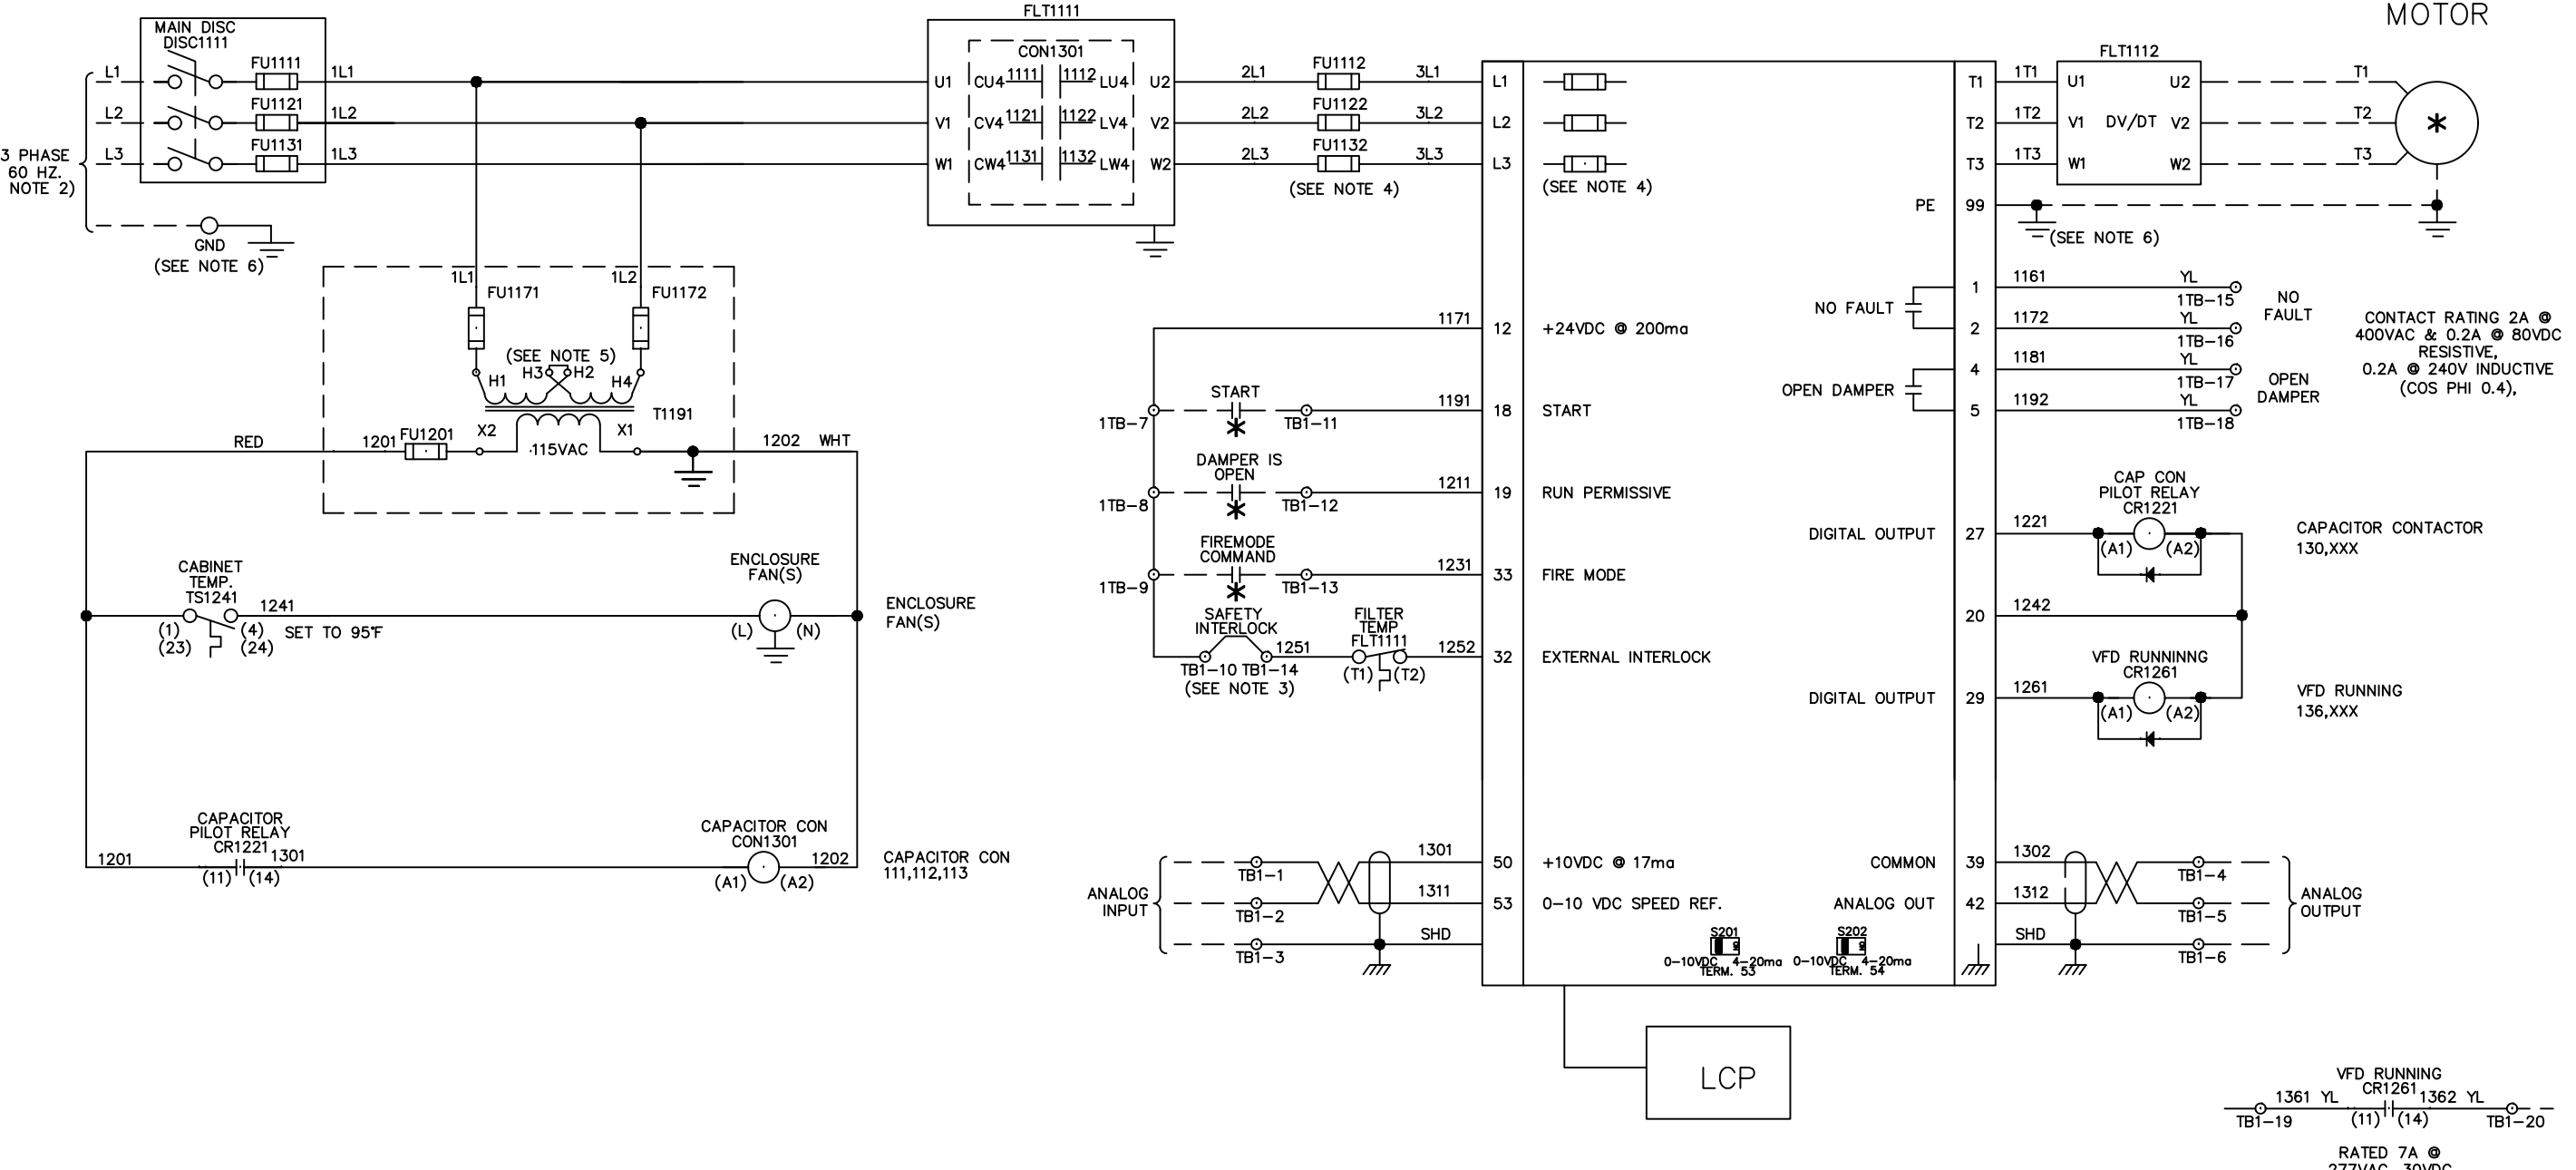 MOTOR
FLT1111
MAIN DISC
DISC1111
L1
FU1111
1L1
L2
FU1121
1L2
L3
FU1131
1L3
3 PHASE
60 HZ.
NOTE 2)
GND
(SEE NOTE 6)
CON1301
U1
CU4
1111
1112
LU4
U2
V1
CV4
1121
1122
LV4
V2
W1
CW4
1131
1132
LW4
W2
2L1
FU1112
3L1
2L2
FU1122
3L2
2L3
FU1132
3L3
(SEE NOTE 4)
L1
L2
L3
(SEE NOTE 4)
T1
T2
T3
PE
99
1T1
1T2
1T3
FLT1112
U1
U2
V1
DV/DT
V2
W1
W2
T1
T2
T3
(SEE NOTE 6)
1L1
FU1171
1L2
FU1172
(SEE NOTE 5)
H1
H3
H2
H4
T1191
X2
X1
115VAC
RED
1201
FU1201
1202
WHT
CABINET
TEMP.
TS1241
1241
(1)
(4)
(23)
(24)
SET TO 95°F
ENCLOSURE
FAN(S)
(L)
(N)
ENCLOSURE
FAN(S)
CAPACITOR
PILOT RELAY
CR1221
1201
1301
(11)
(14)
CAPACITOR CON
CON1301
1202
(A1)
(A2)
CAPACITOR CON
111,112,113
1171
12
+24VDC @ 200ma
START
1TB-7
TB1-11
1191
18
START
DAMPER IS
OPEN
1TB-8
TB1-12
1211
19
RUN PERMISSIVE
FIREMODE
COMMAND
1TB-9
TB1-13
1231
33
FIRE MODE
SAFETY
INTERLOCK
TB1-10
TB1-14
(SEE NOTE 3)
1251
FILTER
TEMP
FLT1111
(T1)
(T2)
1252
32
EXTERNAL INTERLOCK
NO FAULT
1
1161
YL
1TB-15
2
1172
YL
1TB-16
NO
FAULT
OPEN DAMPER
4
1181
YL
1TB-17
5
1192
YL
1TB-18
OPEN
DAMPER
CONTACT RATING 2A @
400VAC & 0.2A @ 80VDC
RESISTIVE,
0.2A @ 240V INDUCTIVE
(COS PHI 0.4),
DIGITAL OUTPUT
27
1221
CAP CON
PILOT RELAY
CR1221
(A1)
(A2)
CAPACITOR CONTACTOR
130,XXX
20
1242
DIGITAL OUTPUT
29
1261
VFD RUNNINNG
CR1261
(A1)
(A2)
VFD RUNNING
136,XXX
ANALOG
INPUT
TB1-1
1301
50
+10VDC @ 17ma
TB1-2
1311
53
0-10 VDC SPEED REF.
TB1-3
SHD
S201
0-10VDC 4-20ma
TERM. 53
S202
0-10VDC 4-20ma
TERM. 54
COMMON
39
1302
TB1-4
ANALOG OUT
42
1312
TB1-5
SHD
TB1-6
ANALOG
OUTPUT
LCP
VFD RUNNING
CR1261
1361 YL
1362 YL
TB1-19
(11)
(14)
TB1-20
RATED 7A @
277VAC, 30VDC